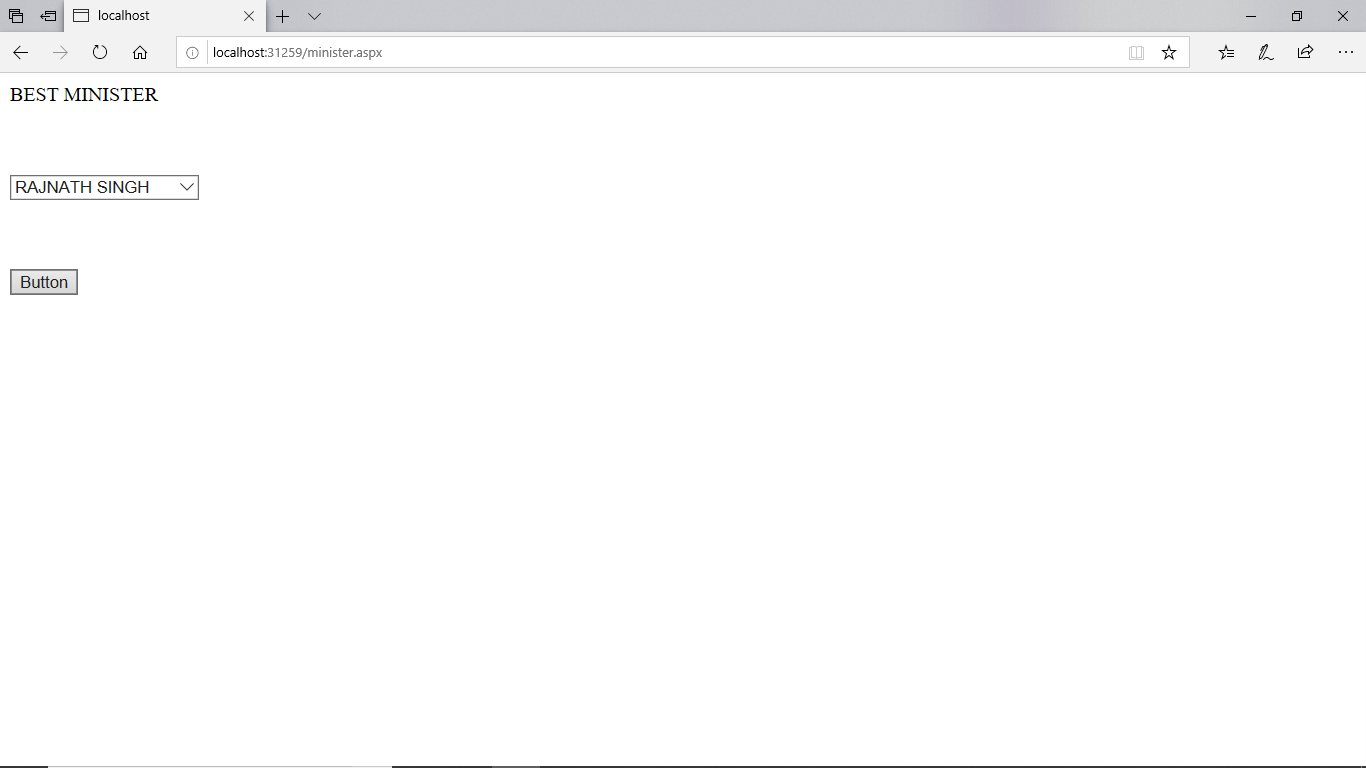 localhost
localhost:31259/minister.aspx
BEST MINISTER
RAJNATH SINGH
Button